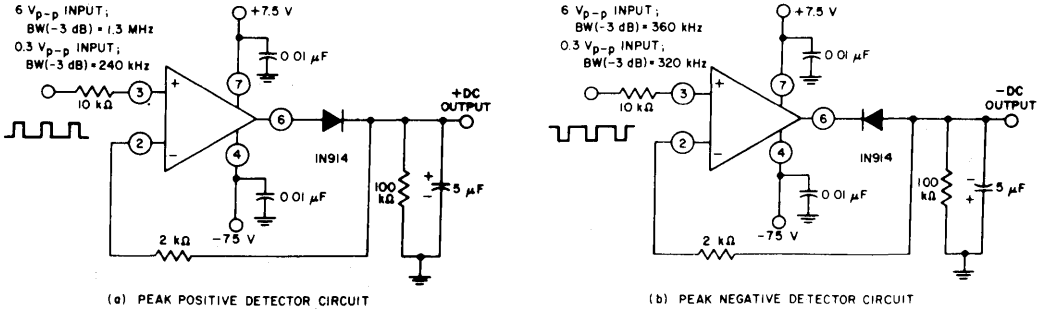 6 Vp-p INPUT;
BW(-3 dB) = 1.3 MHz
0.3 Vp-p INPUT;
BW(-3 dB) = 240 kHz
+7.5 V
0.01 µF
7
3
+
10 kΩ
6
+DC
OUTPUT
2
−
4
IN914
0.01 µF
100
kΩ
+
−
5 µF
−7.5 V
2 kΩ
(a) PEAK POSITIVE DETECTOR CIRCUIT
6 Vp-p INPUT;
BW(-3 dB) = 360 kHz
0.3 Vp-p INPUT;
BW(-3 dB) = 320 kHz
+7.5 V
0.01 µF
7
3
+
10 kΩ
6
−DC
OUTPUT
2
−
4
IN914
0.01 µF
100
kΩ
−
+
5 µF
−7.5 V
2 kΩ
(b) PEAK NEGATIVE DETECTOR CIRCUIT